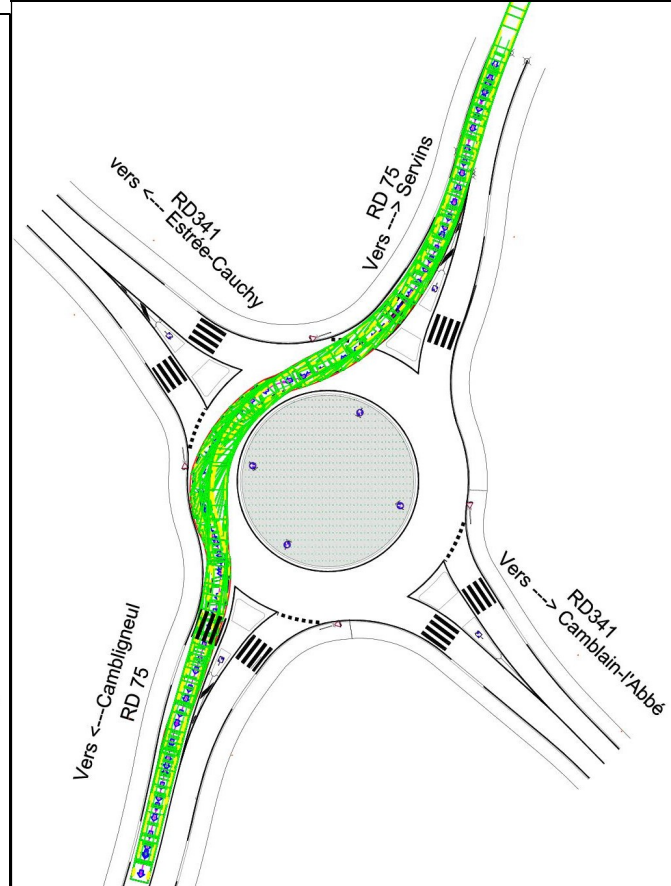 RD 75
Vers ---> Servins
RD341
vers <--- Estrée-Cauchy
RD341
Vers ---> Camblain-l'Abbé
Vers <---Cambligneul
RD 75